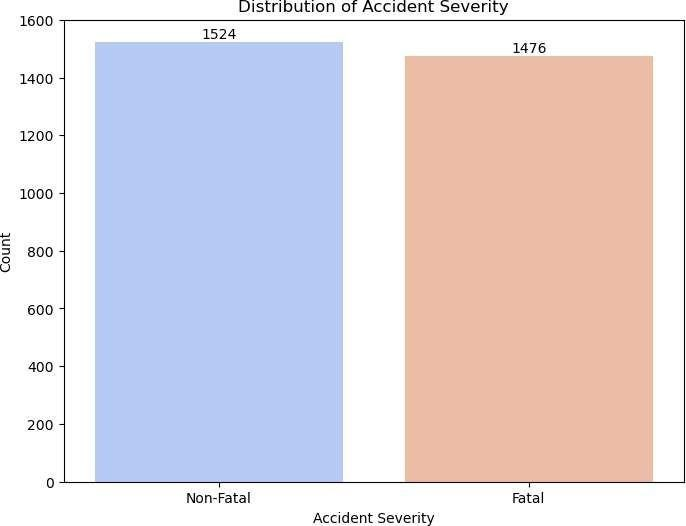 Distribution of Accident Severity
1600
1400
1200
1000
800
600
400
200
0
Count
1524
1476
Non-Fatal
Fatal
Accident Severity